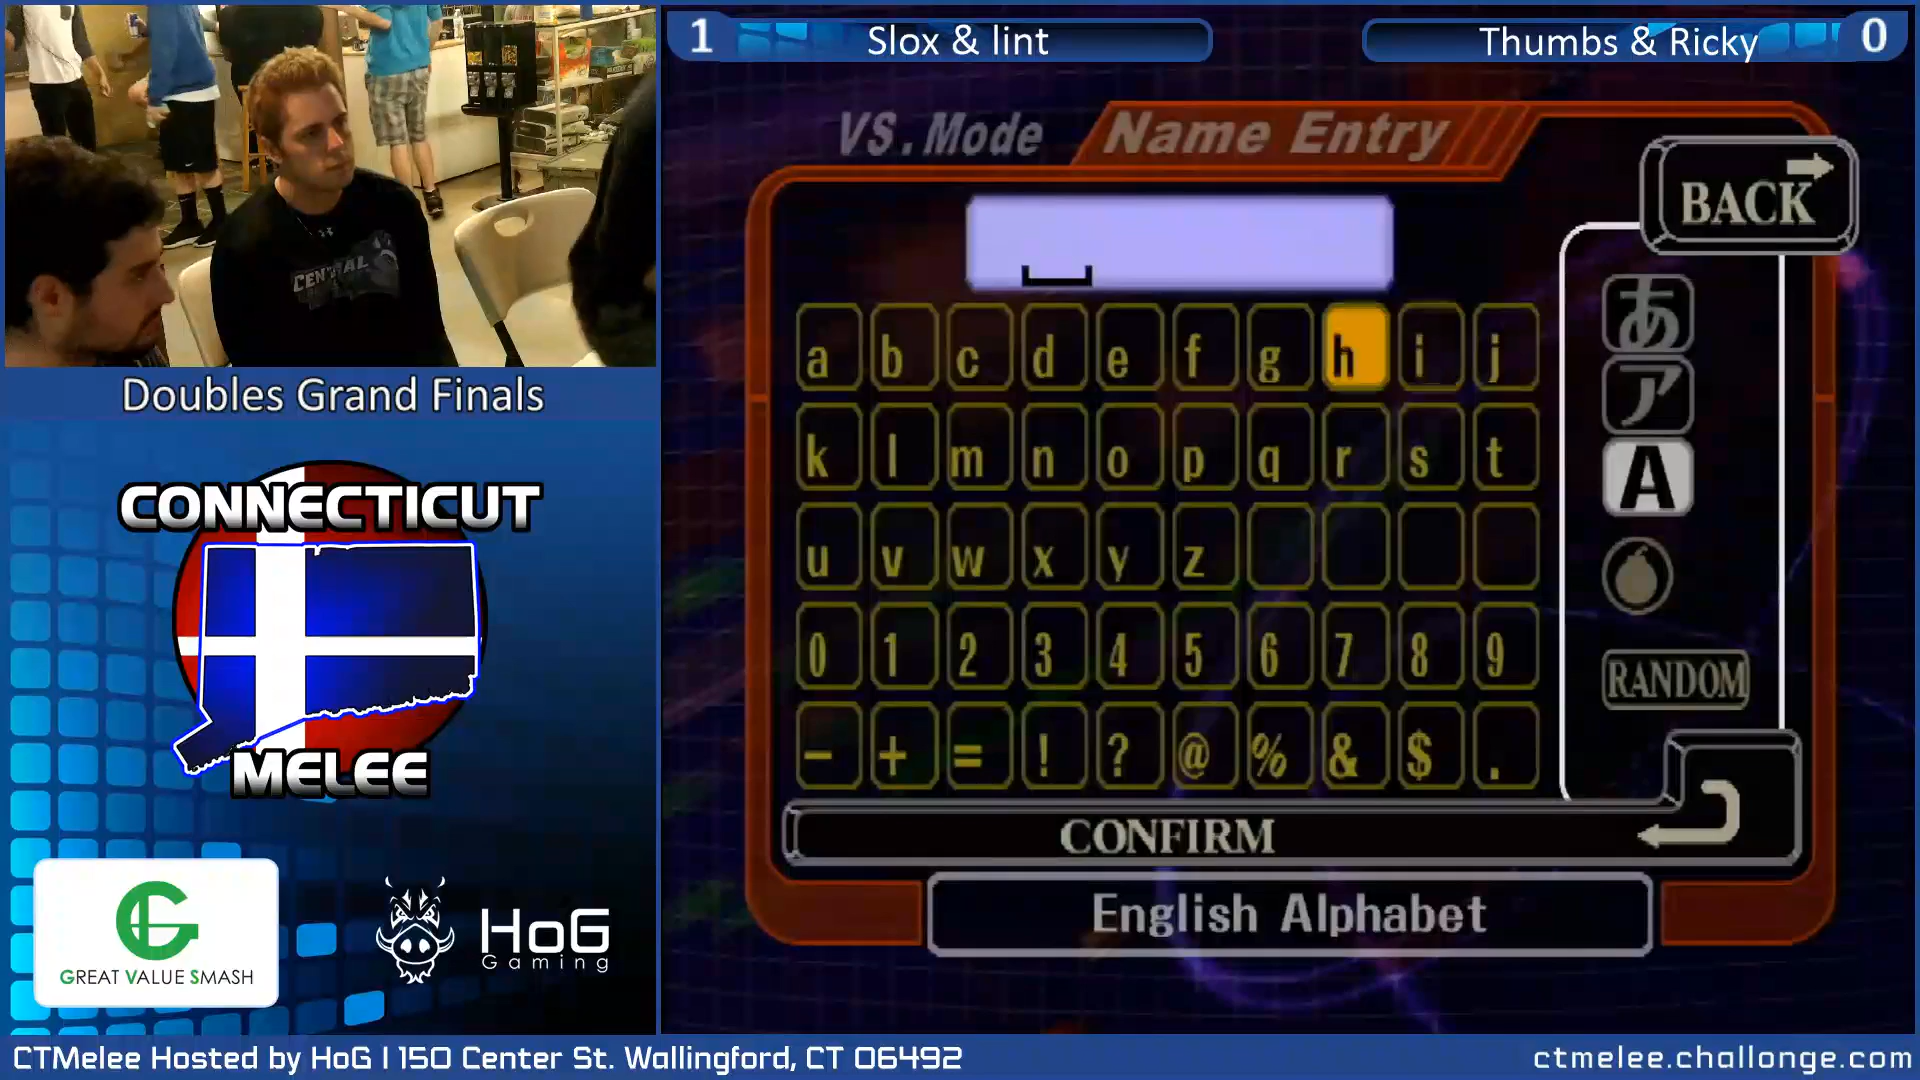 1
Slox & lint
Thumbs & Ricky
0
VS. Mode
Name Entry
BACK
CENTRAL
a b c d e f g h i j
k l m n o p q r s t
u v w x y z
0 1 2 3 4 5 6 7 8 9
- + = ! ? @ % & $ .
あ
ア
A
RANDOM
CONFIRM
English Alphabet
Doubles Grand Finals
CONNECTICUT
MELEE
GREAT VALUE SMASH
HoG
Gaming
CTMelee Hosted by HoG | 150 Center St. Wallingford, CT 06492
ctmelee.challonge.com